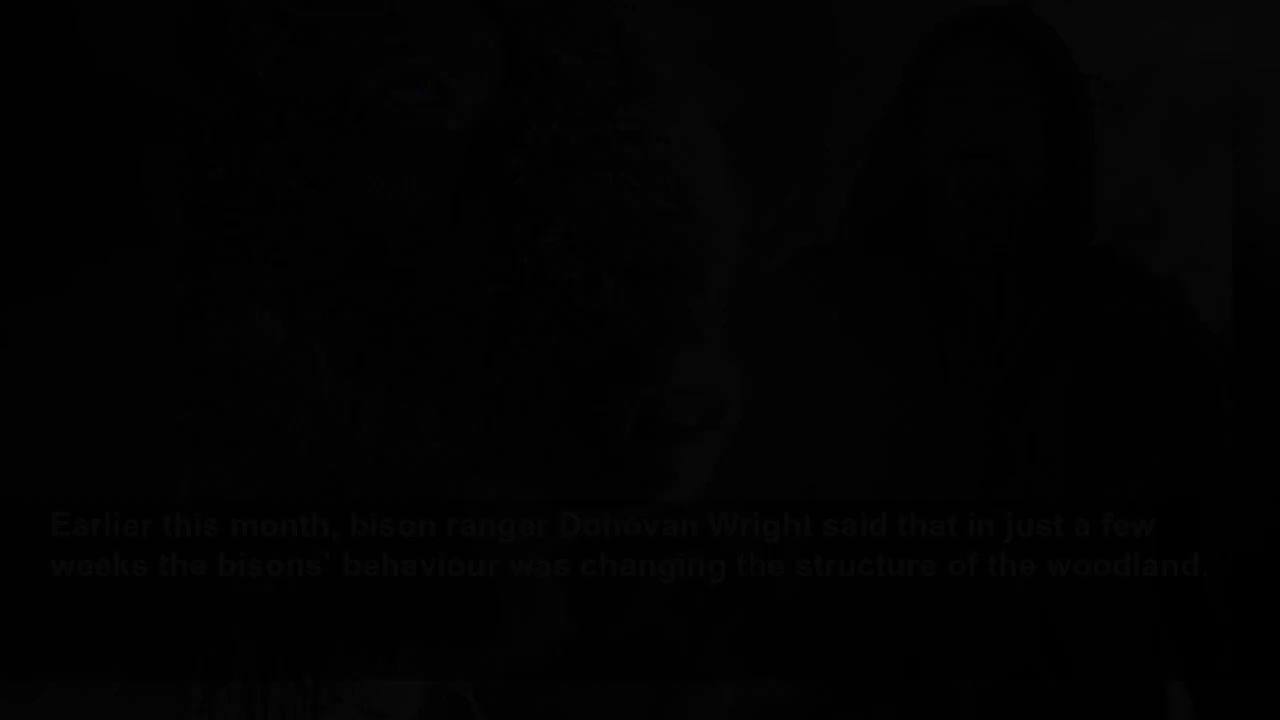 Earlier this month, bison ranger Donovan Wright said that in just a few
weeks the bisons' behaviour was changing the structure of the woodland.